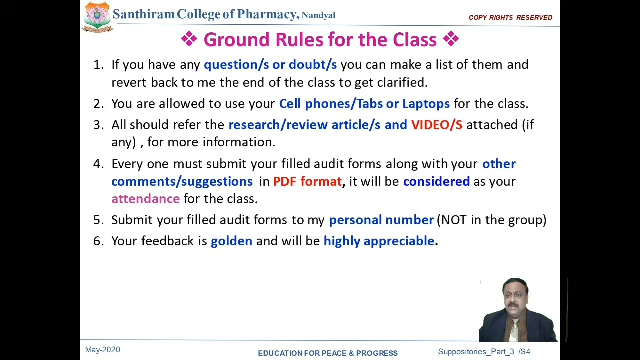 Santhiram College of Pharmacy, Nandyal
COPY RIGHTS RESERVED
❖ Ground Rules for the Class ❖
1. If you have any question/s or doubt/s you can make a list of them and
revert back to me the end of the class to get clarified.
2. You are allowed to use your Cell phones/Tabs or Laptops for the class.
3. All should refer the research/review article/s and VIDEO/S attached (if
any) , for more information.
4. Every one must submit your filled audit forms along with your other
comments/suggestions in PDF format, it will be considered as your
attendance for the class.
5. Submit your filled audit forms to my personal number (NOT in the group)
6. Your feedback is golden and will be highly appreciable.
May-2020
EDUCATION FOR PEACE & PROGRESS
Suppositories_Part_3 /S4